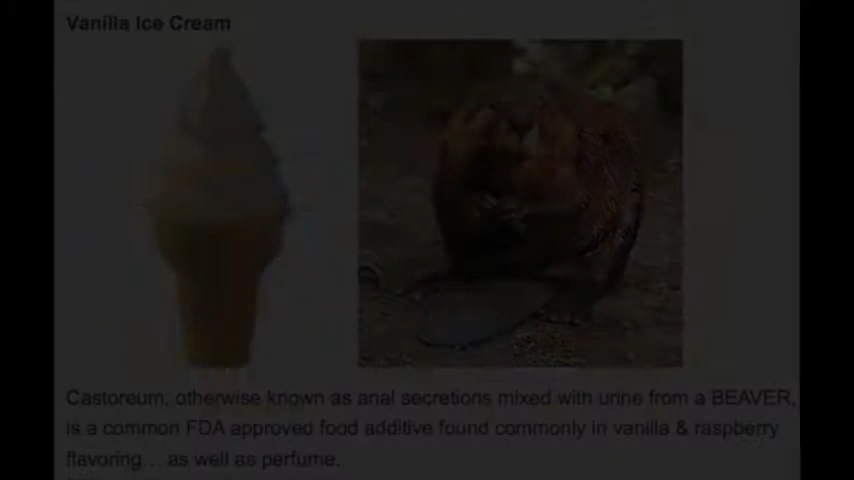 Vanilla Ice Cream
Castoreum, otherwise known as anal secretions mixed with urine from a BEAVER,
is a common FDA approved food additive found commonly in vanilla & raspberry
flavoring... as well as perfume.